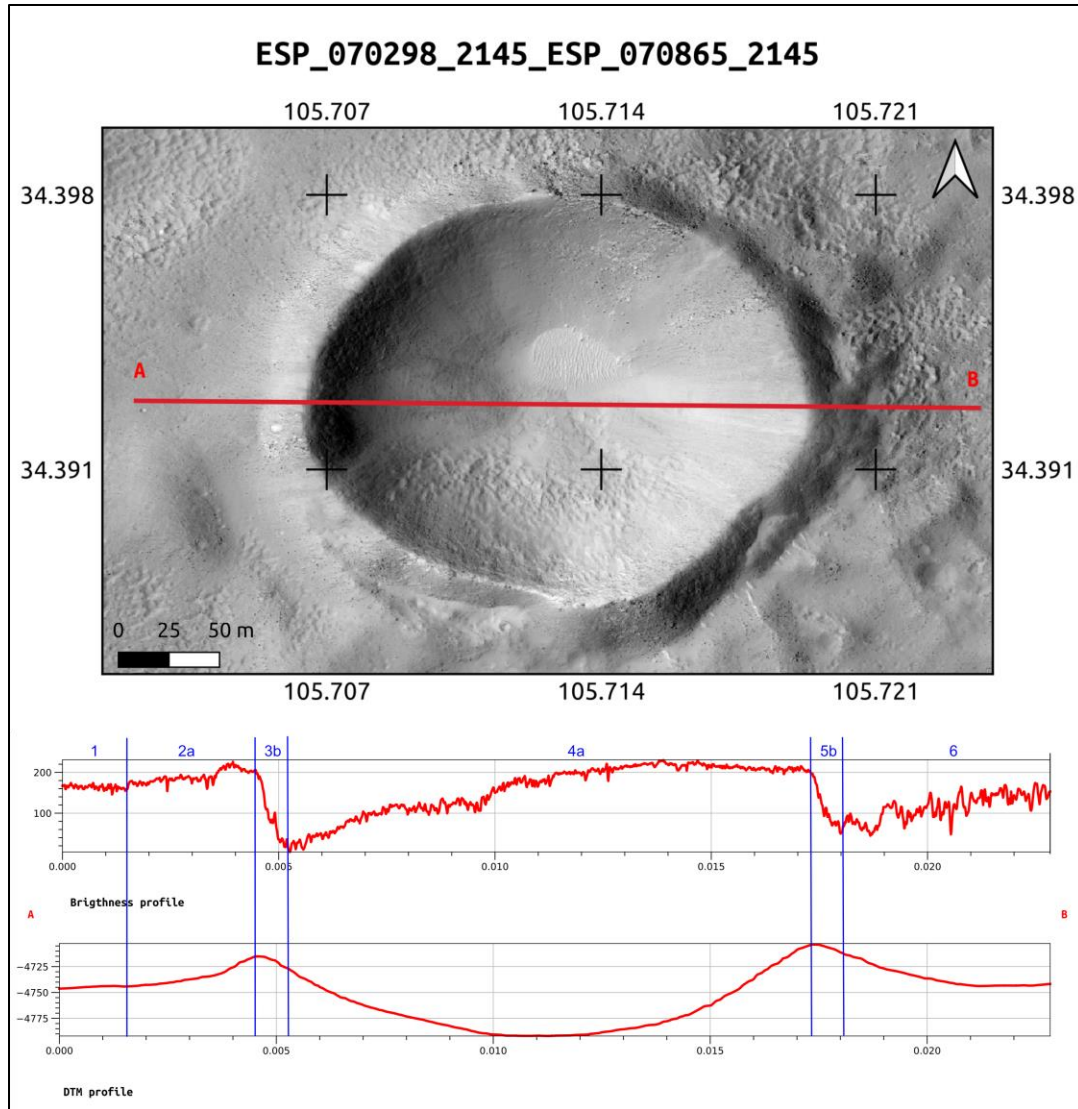 ESP_070298_2145_ESP_070865_2145
105.707 105.714 105.721
34.398 34.398
A B
34.391 34.391
0 25 50 m
105.707 105.714 105.721
1 2a 3b 4a 5b 6
200
100
0.000 0.005 0.010 0.015 0.020
Brigthness profile
A B
−4725
−4750
−4775
0.000 0.005 0.010 0.015 0.020
DTM profile